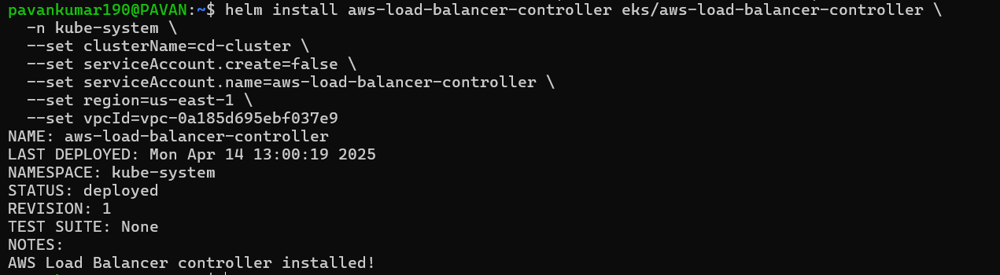 pavankumar190@PAVAN:~$ helm install aws-load-balancer-controller eks/aws-load-balancer-controller \
  -n kube-system \
  --set clusterName=cd-cluster \
  --set serviceAccount.create=false \
  --set serviceAccount.name=aws-load-balancer-controller \
  --set region=us-east-1 \
  --set vpcId=vpc-0a185d695ebf037e9
NAME: aws-load-balancer-controller
LAST DEPLOYED: Mon Apr 14 13:00:19 2025
NAMESPACE: kube-system
STATUS: deployed
REVISION: 1
TEST SUITE: None
NOTES:
AWS Load Balancer controller installed!